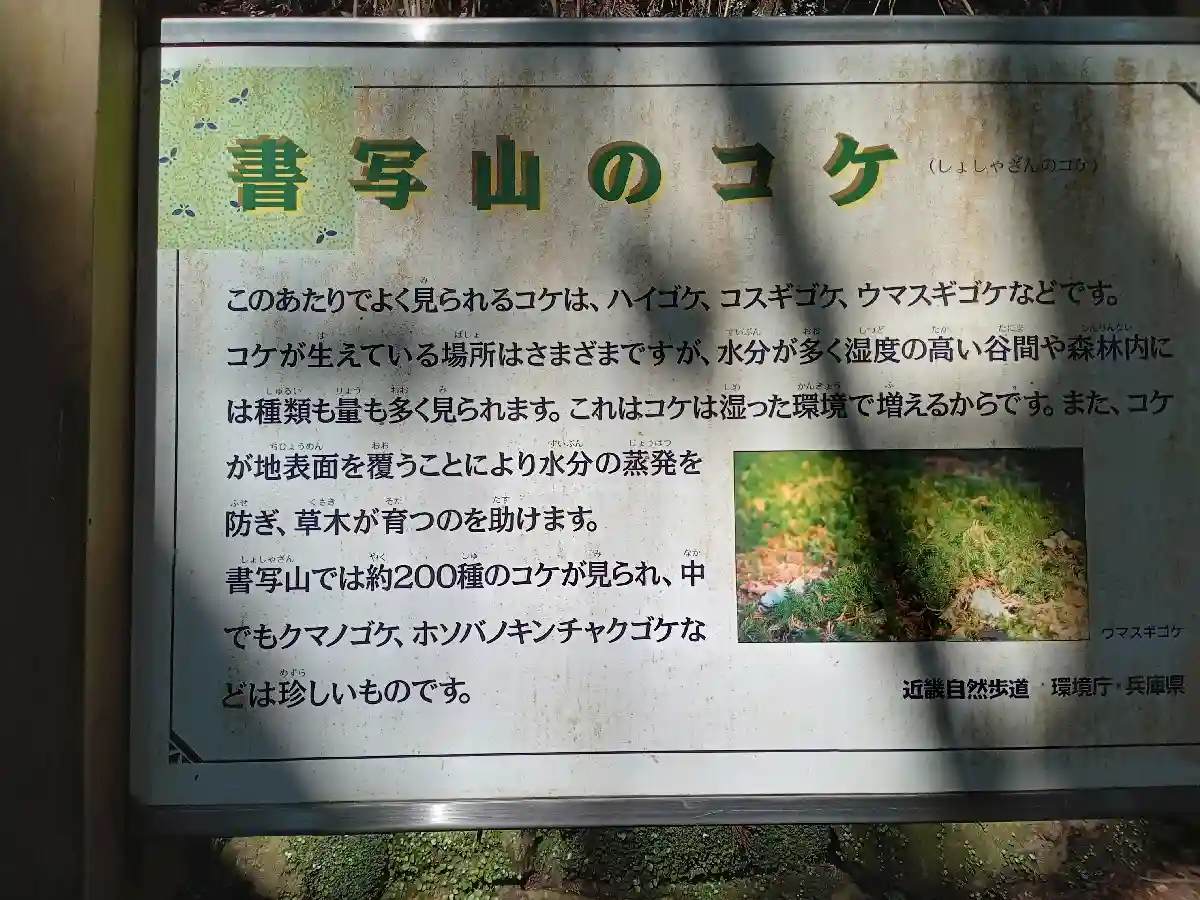 書写山のコケ (しょしゃざんのコケ)
このあたりでよく見られるコケは、ハイゴケ、コスギゴケ、ウマスギゴケなどです。
コケが生えている場所はさまざまですが、水分が多く湿度の高い谷間や森林内に
は種類も量も多く見られます。これはコケは湿った環境で増えるからです。また、コケ
が地表面を覆うことにより水分の蒸発を
防ぎ、草木が育つのを助けます。
書写山では約200種のコケが見られ、中
でもクマノゴケ、ホソバノキンチャクゴケな
どは珍しいものです。
ウマスギゴケ
近畿自然歩道 環境庁・兵庫県